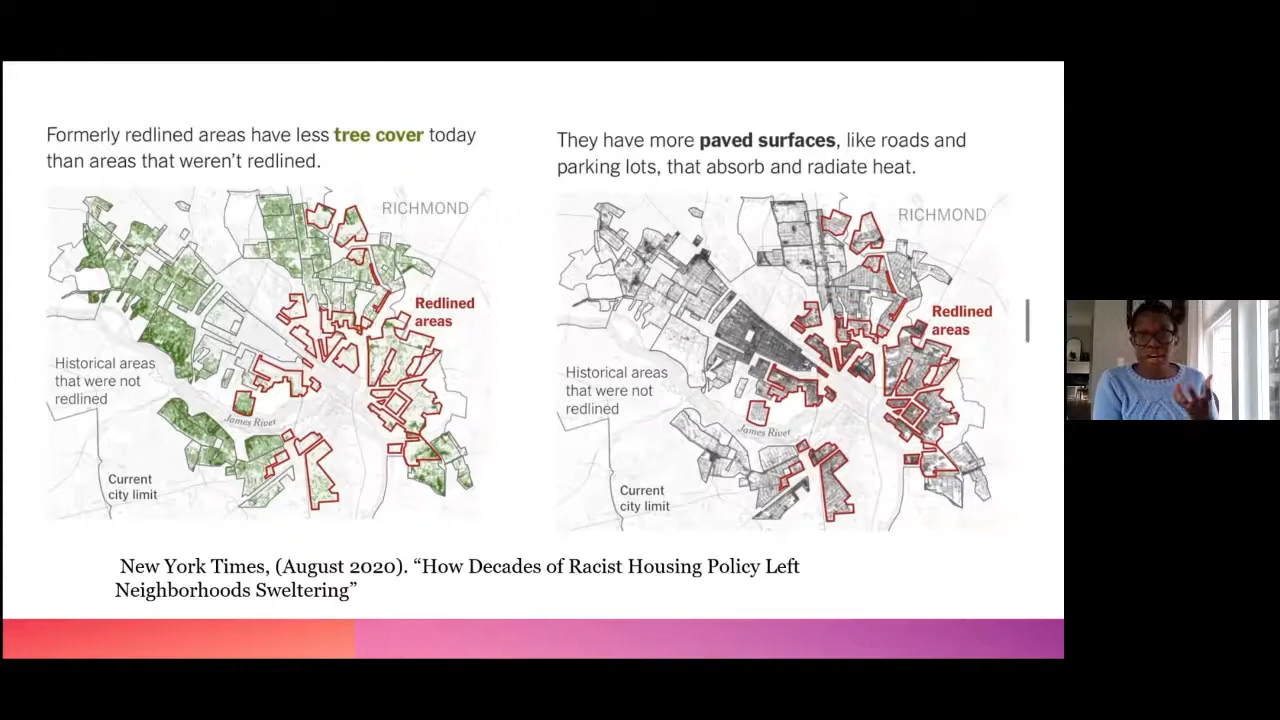 Formerly redlined areas have less tree cover today
than areas that weren't redlined.
RICHMOND
Redlined
areas
Historical areas
that were not
redlined
James River
Current
city limit
They have more paved surfaces, like roads and
parking lots, that absorb and radiate heat.
RICHMOND
Redlined
areas
Historical areas
that were not
redlined
James River
Current
city limit
New York Times, (August 2020). “How Decades of Racist Housing Policy Left
Neighborhoods Sweltering”